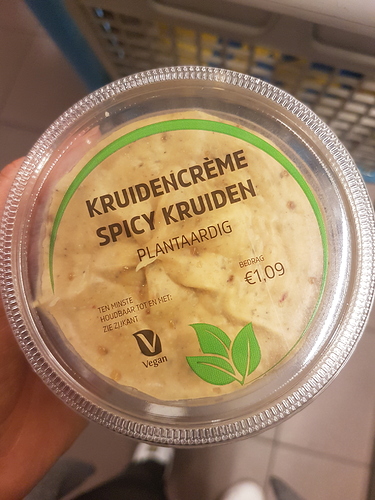 KRUIDENCRÈME
SPICY KRUIDEN
PLANTAARDIG
BEDRAG
€1,09
TEN MINSTE
HOUDBAAR TOT EN MET:
ZIE ZIJKANT
V
Vegan